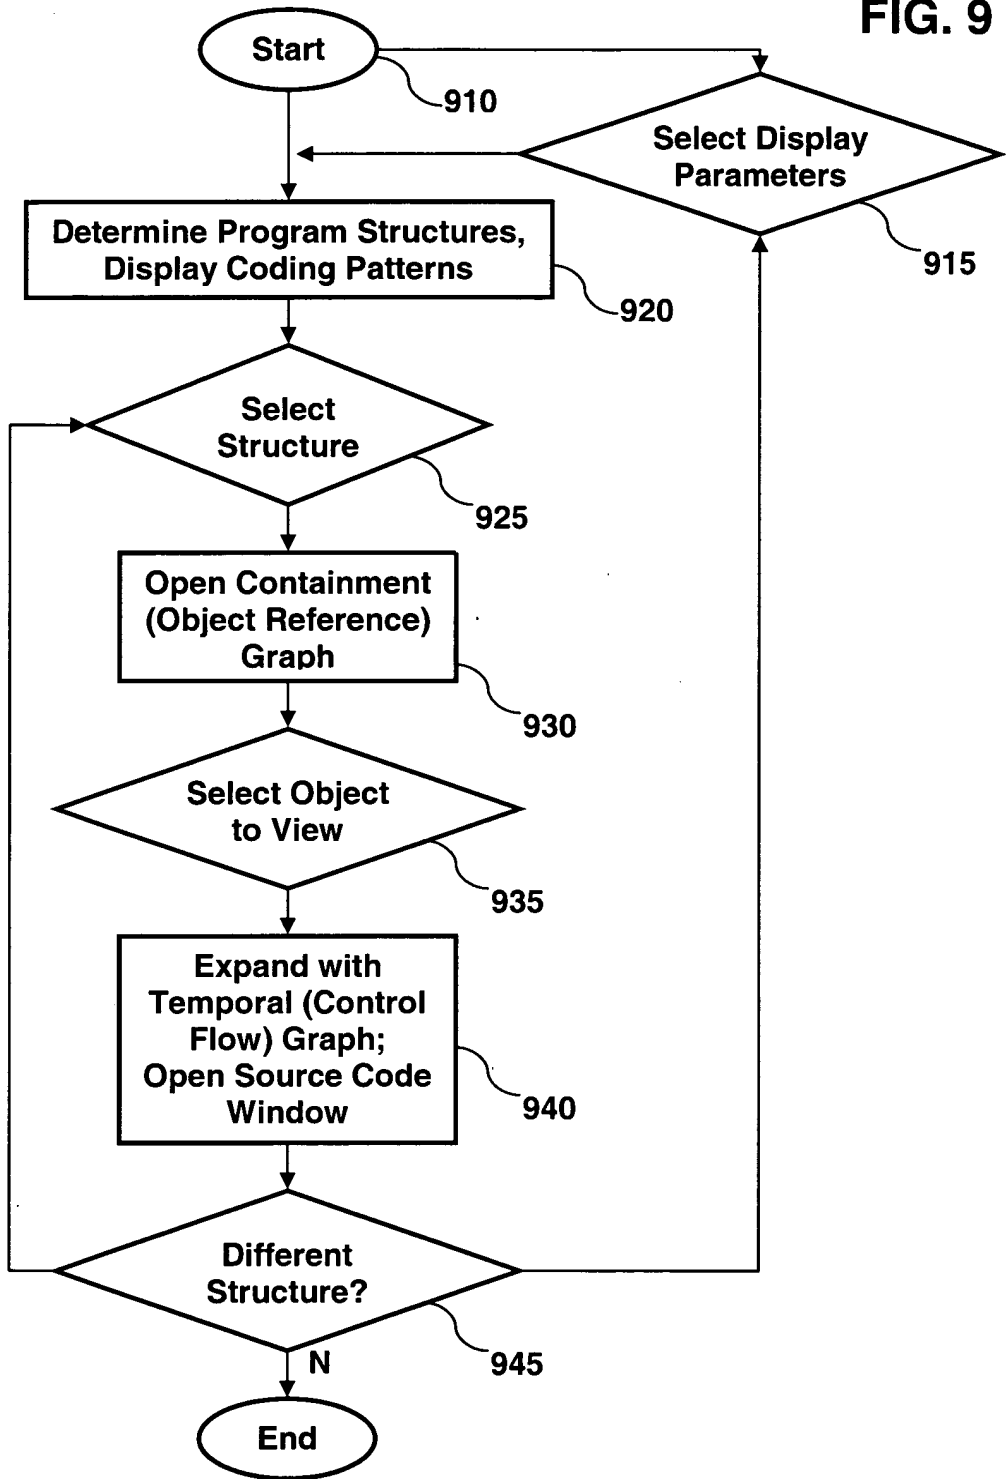 FIG. 9
Start
910
Select Display
Parameters
915
Determine Program Structures,
Display Coding Patterns
920
Select
Structure
925
Open Containment
(Object Reference)
Graph
930
Select Object
to View
935
Expand with
Temporal (Control
Flow) Graph;
Open Source Code
Window
940
Different
Structure?
945
N
End